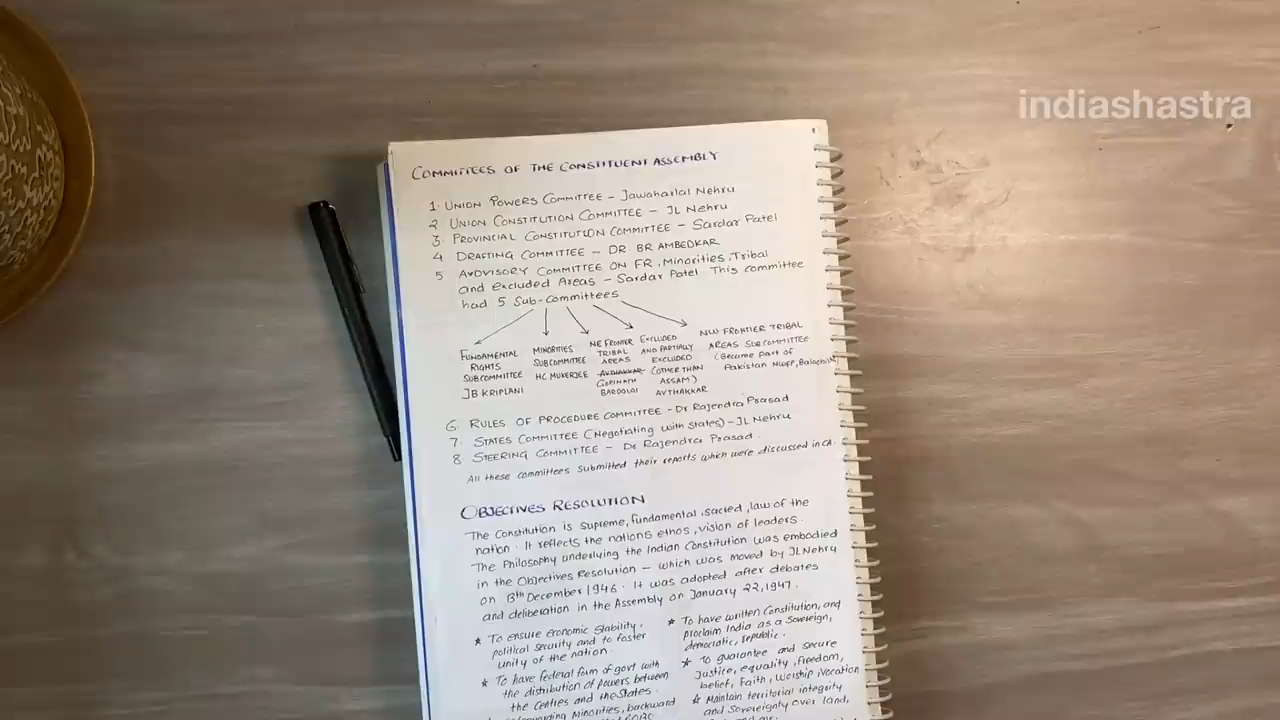 indiashastra
COMMITTEES OF THE CONSTITUENT ASSEMBLY
1. UNION POWERS COMMITTEE - Jawaharlal Nehru
2 UNION CONSTITUTION COMMITTEE - JL Nehru
3 PROVINCIAL CONSTITUTION COMMITTEE - Sardar Patel
4 DRAFTING COMMITTEE - DR. BR AMBEDKAR
5 ADVISORY COMMITTEE ON FR, Minorities, Tribal
and excluded Areas - Sardar Patel This committee
had 5 Sub-committees
FUNDAMENTAL
RIGHTS
SUBCOMMITTEE
JB KRIPLANI
MINORITIES
SUBCOMMITTEE
HC MUKERJEE
NE FRONTIER
TRIBAL
AREAS
AVTHAKKAR
GOPINATH
BARDOLOI
EXCLUDED
AND PARTIALLY
EXCLUDED
(OTHER THAN
ASSAM)
AVTHAKKAR
NW FRONTIER TRIBAL
AREAS SUBCOMMITTEE
(Became part of
Pakistan NWFP,
6. RULES OF PROCEDURE COMMITTEE - Dr Rajendra Prasad
7. STATES COMMITTEE (Negotiating with states) - JL Nehru
8 STEERING COMMITTEE - Dr Rajendra Prasad.
All these committees submitted their reports which were discussed in CA.
OBJECTIVES RESOLUTION
The Constitution is supreme, fundamental, sacred, law of the
nation. It reflects the nations ethos, vision of leaders.
The Philosophy underlying the Indian Constitution was embodied
in the Objectives Resolution - which was moved by JL Nehru
on 13th December 1946. It was adopted after debates
and deliberation in the Assembly on January 22, 1947.
* To ensure economic stability,
political security and to foster
unity of the nation.
* To have federal form of govt with
the distribution of powers between
the Centres and the States.
minorities, backward
* To have written Constitution, and
proclaim India as a Sovereign,
democratic, republic.
* To guarantee and secure
Justice, equality, freedom,
belief, Faith, Worship, Vocation
* Maintain territorial integrity
and Sovereignty over land,